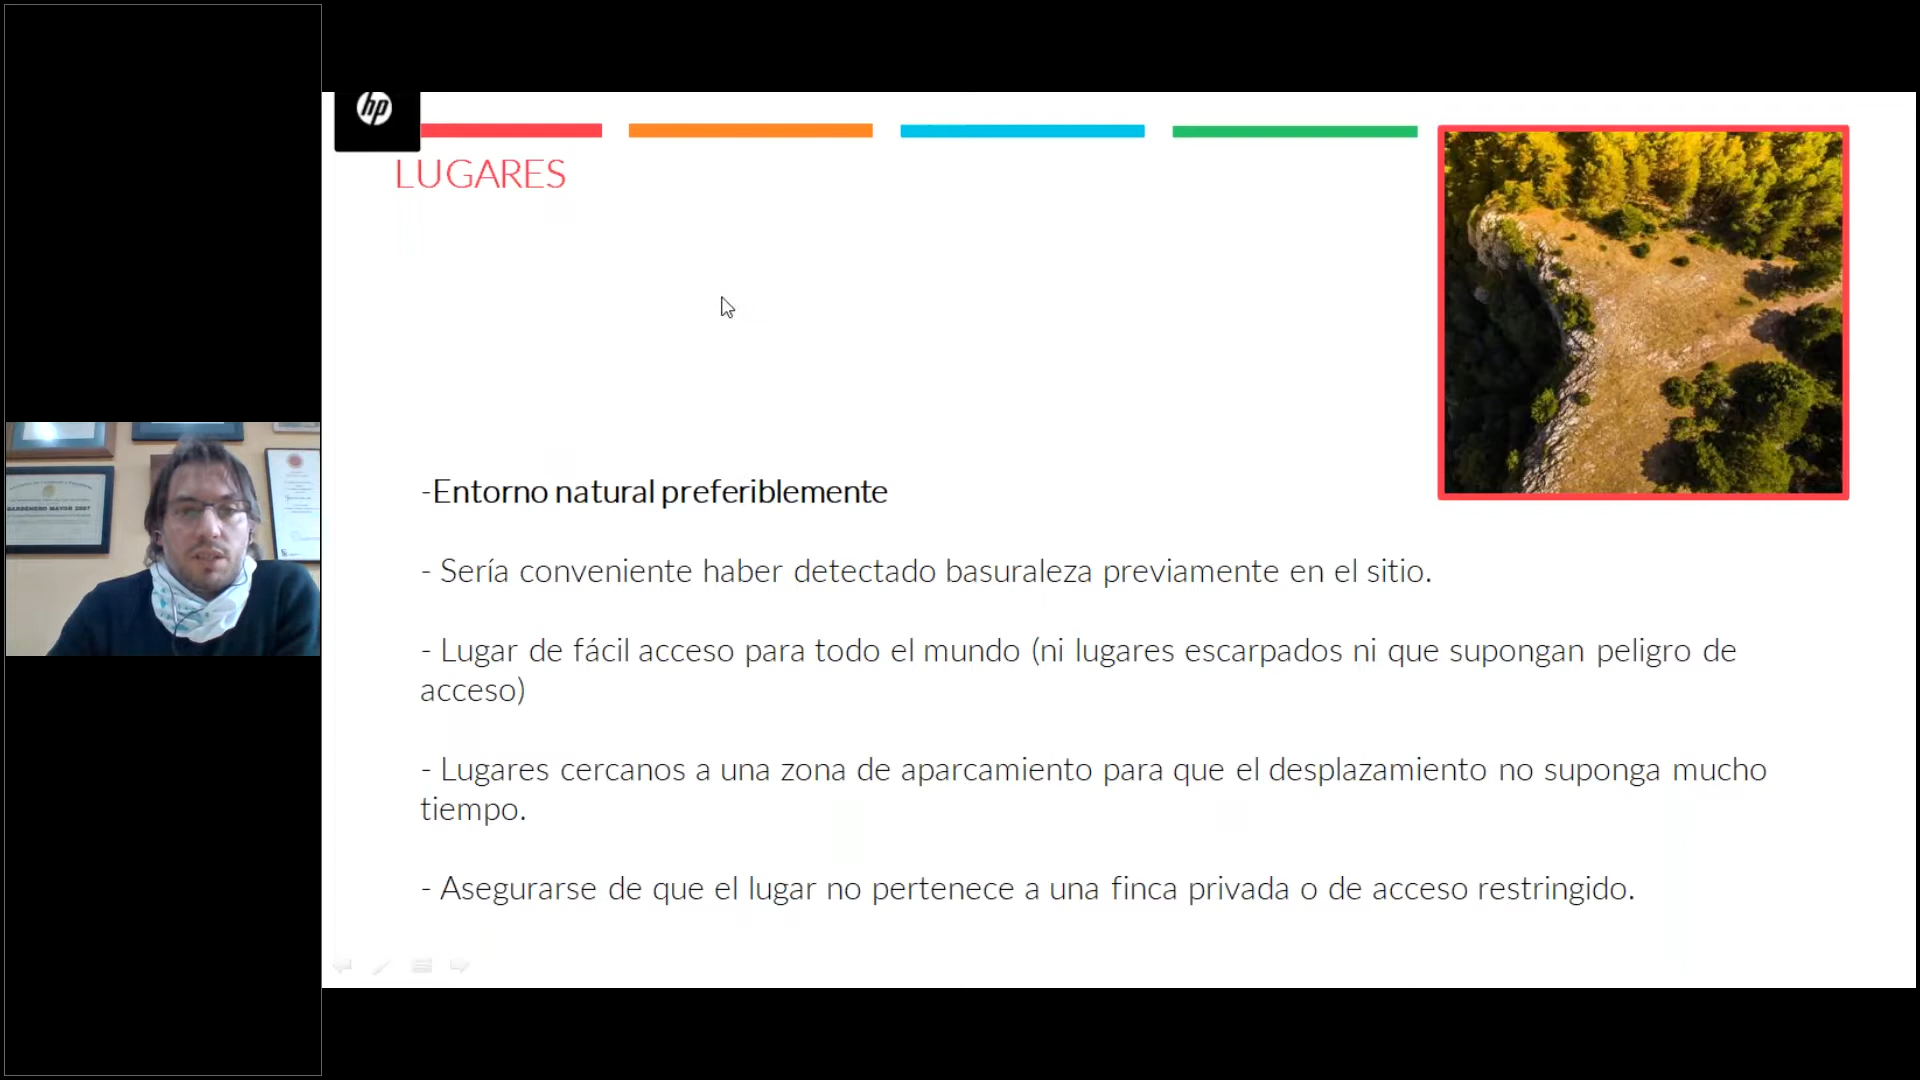 hp
LUGARES
-Entorno natural preferiblemente
- Sería conveniente haber detectado basuraleza previamente en el sitio.
- Lugar de fácil acceso para todo el mundo (ni lugares escarpados ni que supongan peligro de
acceso)
- Lugares cercanos a una zona de aparcamiento para que el desplazamiento no suponga mucho
tiempo.
- Asegurarse de que el lugar no pertenece a una finca privada o de acceso restringido.